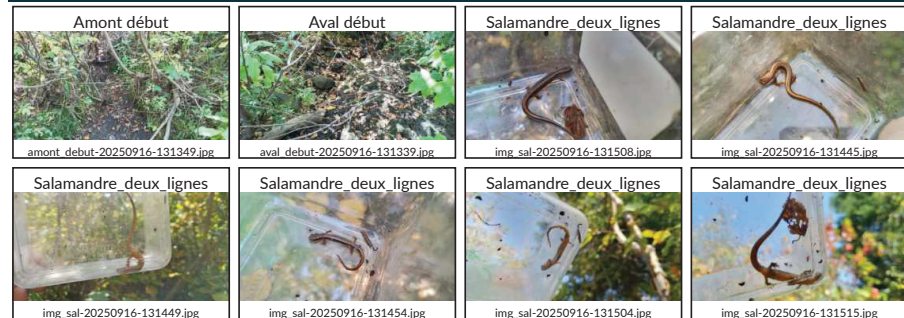 Amont début
Aval début
Salamandre_deux_lignes
Salamandre_deux_lignes
amont_debut-20250916-131349.jpg
aval_debut-20250916-131339.jpg
img_sal-20250916-131508.jpg
img_sal-20250916-131445.jpg
Salamandre_deux_lignes
Salamandre_deux_lignes
Salamandre_deux_lignes
Salamandre_deux_lignes
img_sal-20250916-131449.jpg
img_sal-20250916-131454.jpg
img_sal-20250916-131504.jpg
img_sal-20250916-131515.jpg